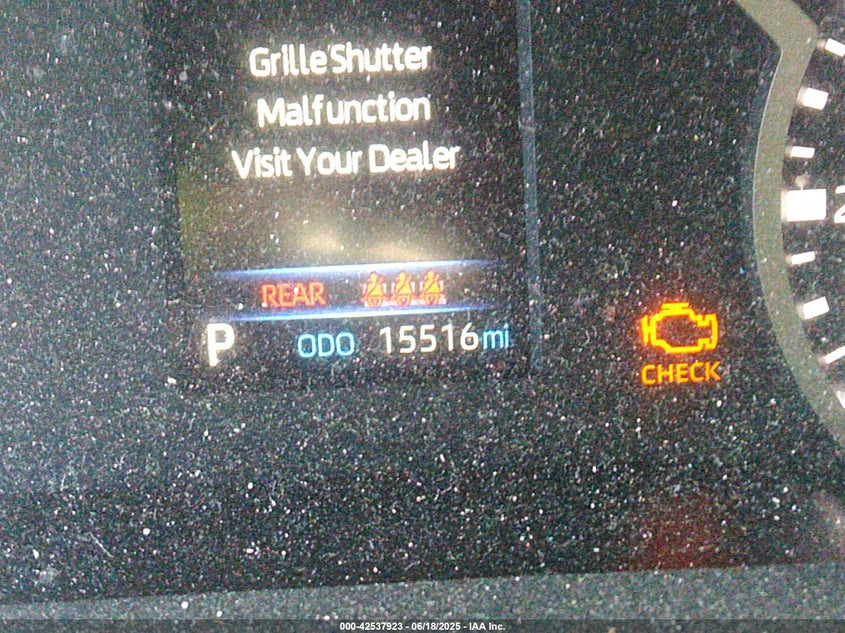 Grille Shutter
Malfunction
Visit Your Dealer
REAR
P ODO 15516 mi
CHECK
000-42537923 - 06/18/2025 - IAA Inc.